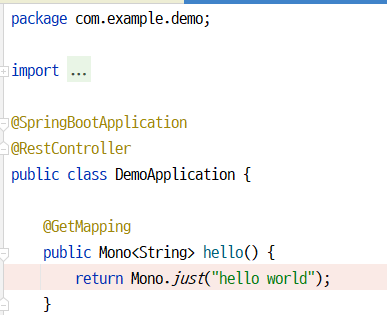 package com.example.demo;
import ...
@SpringBootApplication
@RestController
public class DemoApplication {
@GetMapping
public Mono<String> hello() {
return Mono.just("hello world");
}